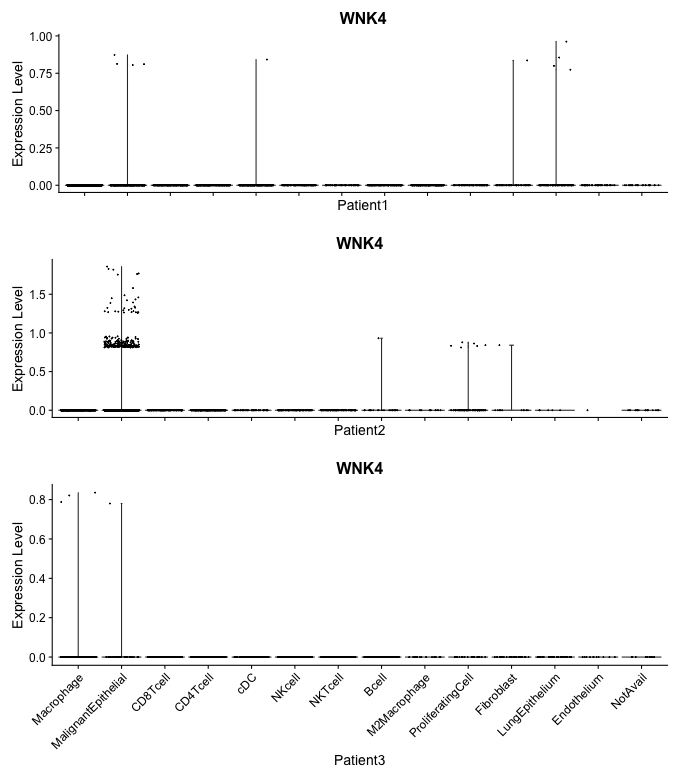 WNK4
Expression Level
1.00
0.75
0.50
0.25
0.00
Patient1
WNK4
Expression Level
1.5
1.0
0.5
0.0
Patient2
WNK4
Expression Level
0.8
0.6
0.4
0.2
0.0
Macrophage
MalignantEpithelial
CD8Tcell
CD4Tcell
cDC
NKcell
NKTcell
Bcell
M2Macrophage
ProliferatingCell
Fibroblast
LungEpithelium
Endothelium
NotAvail
Patient3